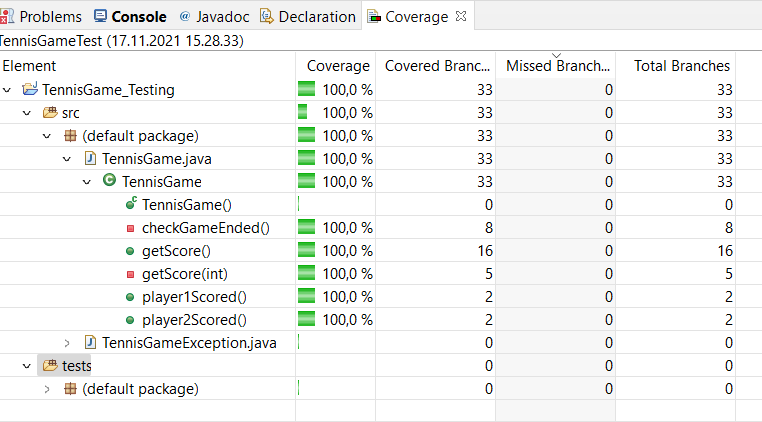 Problems Console @ Javadoc Declaration Coverage
TennisGameTest (17.11.2021 15.28.33)
Element Coverage Covered Branc... Missed Branch... Total Branches
TennisGame_Testing 100,0 % 33 0 33
src 100,0 % 33 0 33
(default package) 100,0 % 33 0 33
TennisGame.java 100,0 % 33 0 33
TennisGame 100,0 % 33 0 33
TennisGame() 0 0 0
checkGameEnded() 100,0 % 8 0 8
getScore() 100,0 % 16 0 16
getScore(int) 100,0 % 5 0 5
player1Scored() 100,0 % 2 0 2
player2Scored() 100,0 % 2 0 2
TennisGameException.java 0 0 0
tests 0 0 0
(default package) 0 0 0